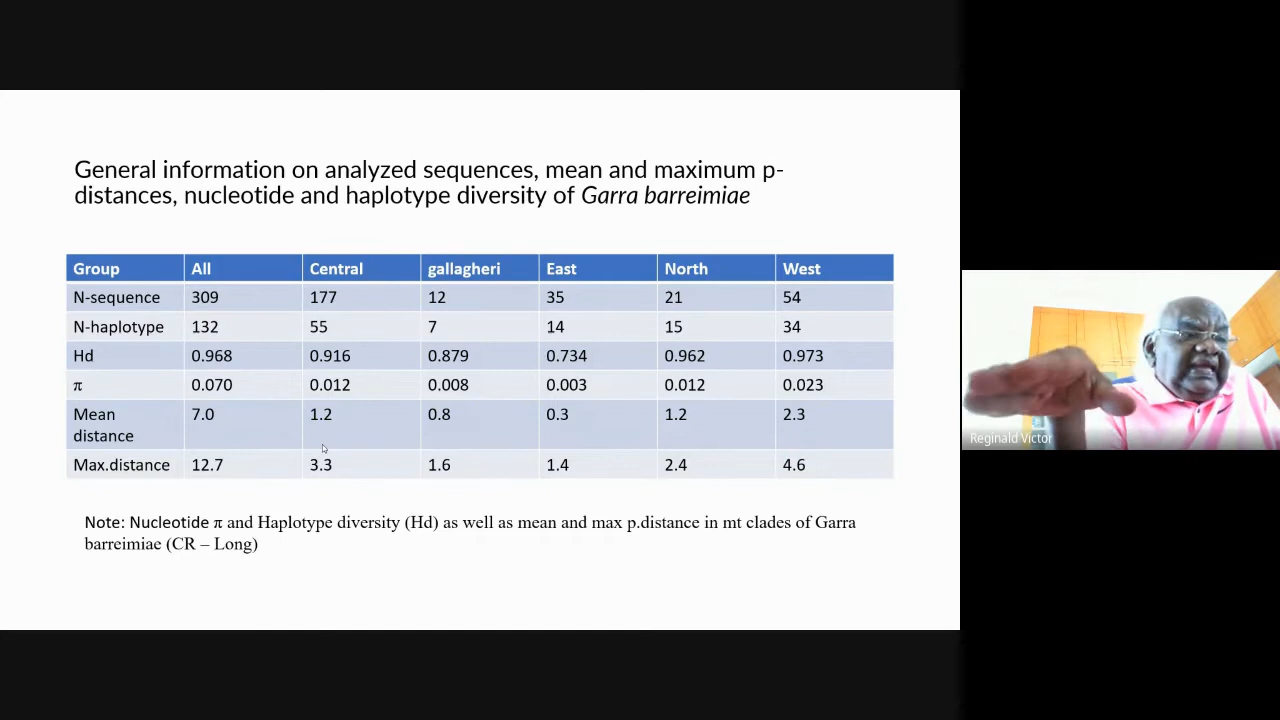 General information on analyzed sequences, mean and maximum p-
distances, nucleotide and haplotype diversity of Garra barreimiae
Group All Central gallagheri East North West
N-sequence 309 177 12 35 21 54
N-haplotype 132 55 7 14 15 34
Hd 0.968 0.916 0.879 0.734 0.962 0.973
π 0.070 0.012 0.008 0.003 0.012 0.023
Mean 7.0 1.2 0.8 0.3 1.2 2.3
distance
Max.distance 12.7 3.3 1.6 1.4 2.4 4.6
Note: Nucleotide π and Haplotype diversity (Hd) as well as mean and max p.distance in mt clades of Garra
barreimiae (CR – Long)
Reginald Victor